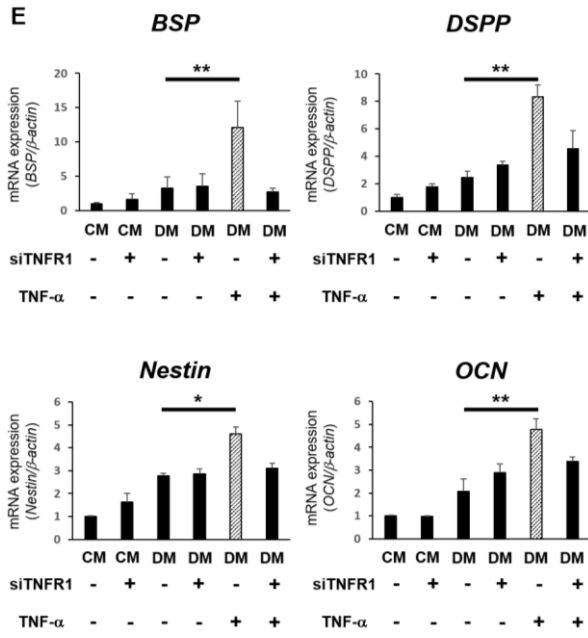 E
BSP
DSPP
**
**
mRNA expression
(BSP/β-actin)
20
15
10
5
0
mRNA expression
(DSPP/β-actin)
10
8
6
4
2
0
CM CM DM DM DM DM
CM CM DM DM DM DM
siTNFR1 - + - + - +
siTNFR1 - + - + - +
TNF-α - - - - + +
TNF-α - - - - + +
Nestin
OCN
*
**
mRNA expression
(Nestin/β-actin)
6
5
4
3
2
1
0
mRNA expression
(OCN/β-actin)
6
5
4
3
2
1
0
CM CM DM DM DM DM
CM CM DM DM DM DM
siTNFR1 - + - + - +
siTNFR1 - + - + - +
TNF-α - - - - + +
TNF-α - - - - + +